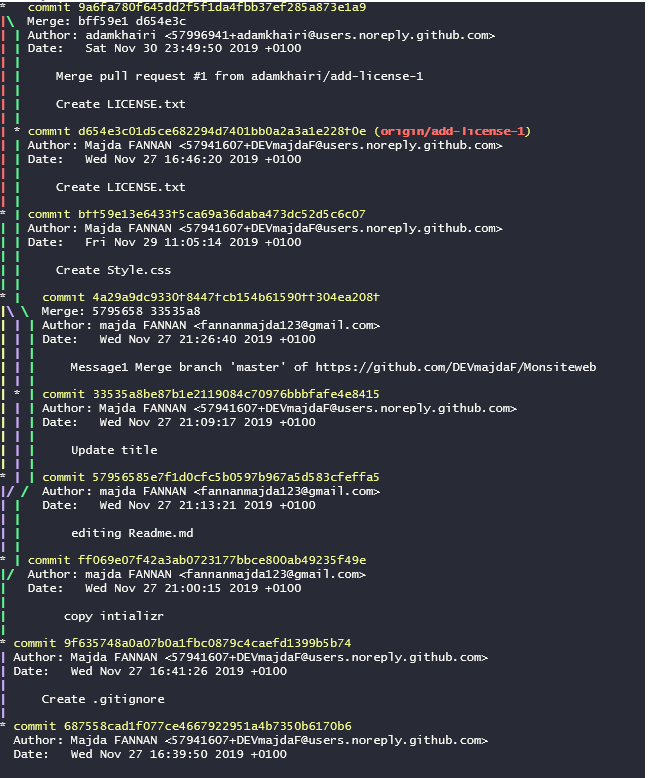 * commit 9a6fa780f645dd2f5f1da4fbb37ef285a873e1a9
Merge: bff59e1 d654e3c
Author: adamkhairi <57996941+adamkhairi@users.noreply.github.com>
Date: Sat Nov 30 23:49:50 2019 +0100
Merge pull request #1 from adamkhairi/add-license-1
Create LICENSE.txt
* commit d654e3c01d5ce682294d7401bb0a2a3a1e228f0e (origin/add-license-1)
Author: Majda FANNAN <57941607+DEVmajdaF@users.noreply.github.com>
Date: Wed Nov 27 16:46:20 2019 +0100
Create LICENSE.txt
* commit bff59e13e6433f5ca69a36daba473dc52d5c6c07
Author: Majda FANNAN <57941607+DEVmajdaF@users.noreply.github.com>
Date: Fri Nov 29 11:05:14 2019 +0100
Create Style.css
* commit 4a29a9dc9330f8447fcb154b61590ff304ea208f
Merge: 5795658 33535a8
Author: majda FANNAN <fannanmajda123@gmail.com>
Date: Wed Nov 27 21:26:40 2019 +0100
Message1 Merge branch 'master' of https://github.com/DEVmajdaF/Monsiteweb
* commit 33535a8be87b1e2119084c70976bbbfafe4e8415
Author: Majda FANNAN <57941607+DEVmajdaF@users.noreply.github.com>
Date: Wed Nov 27 21:09:17 2019 +0100
Update title
* commit 57956585e7f1d0cfc5b0597b967a5d583cfeffa5
Author: majda FANNAN <fannanmajda123@gmail.com>
Date: Wed Nov 27 21:13:21 2019 +0100
editing Readme.md
* commit ff069e07f42a3ab0723177bbce800ab49235f49e
Author: majda FANNAN <fannanmajda123@gmail.com>
Date: Wed Nov 27 21:00:15 2019 +0100
copy intializr
* commit 9f635748a0a07b0a1fbc0879c4caefd1399b5b74
Author: Majda FANNAN <57941607+DEVmajdaF@users.noreply.github.com>
Date: Wed Nov 27 16:41:26 2019 +0100
Create .gitignore
* commit 687558cad1f077ce4667922951a4b7350b6170b6
Author: Majda FANNAN <57941607+DEVmajdaF@users.noreply.github.com>
Date: Wed Nov 27 16:39:50 2019 +0100